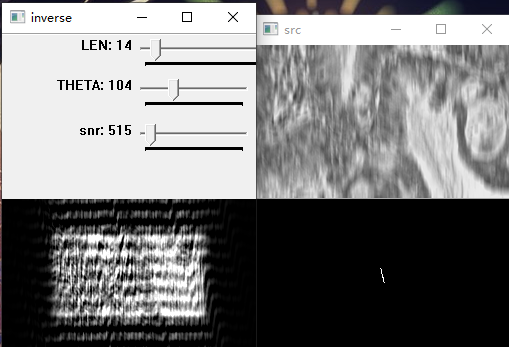 inverse
src
LEN: 14
THETA: 104
snr: 515